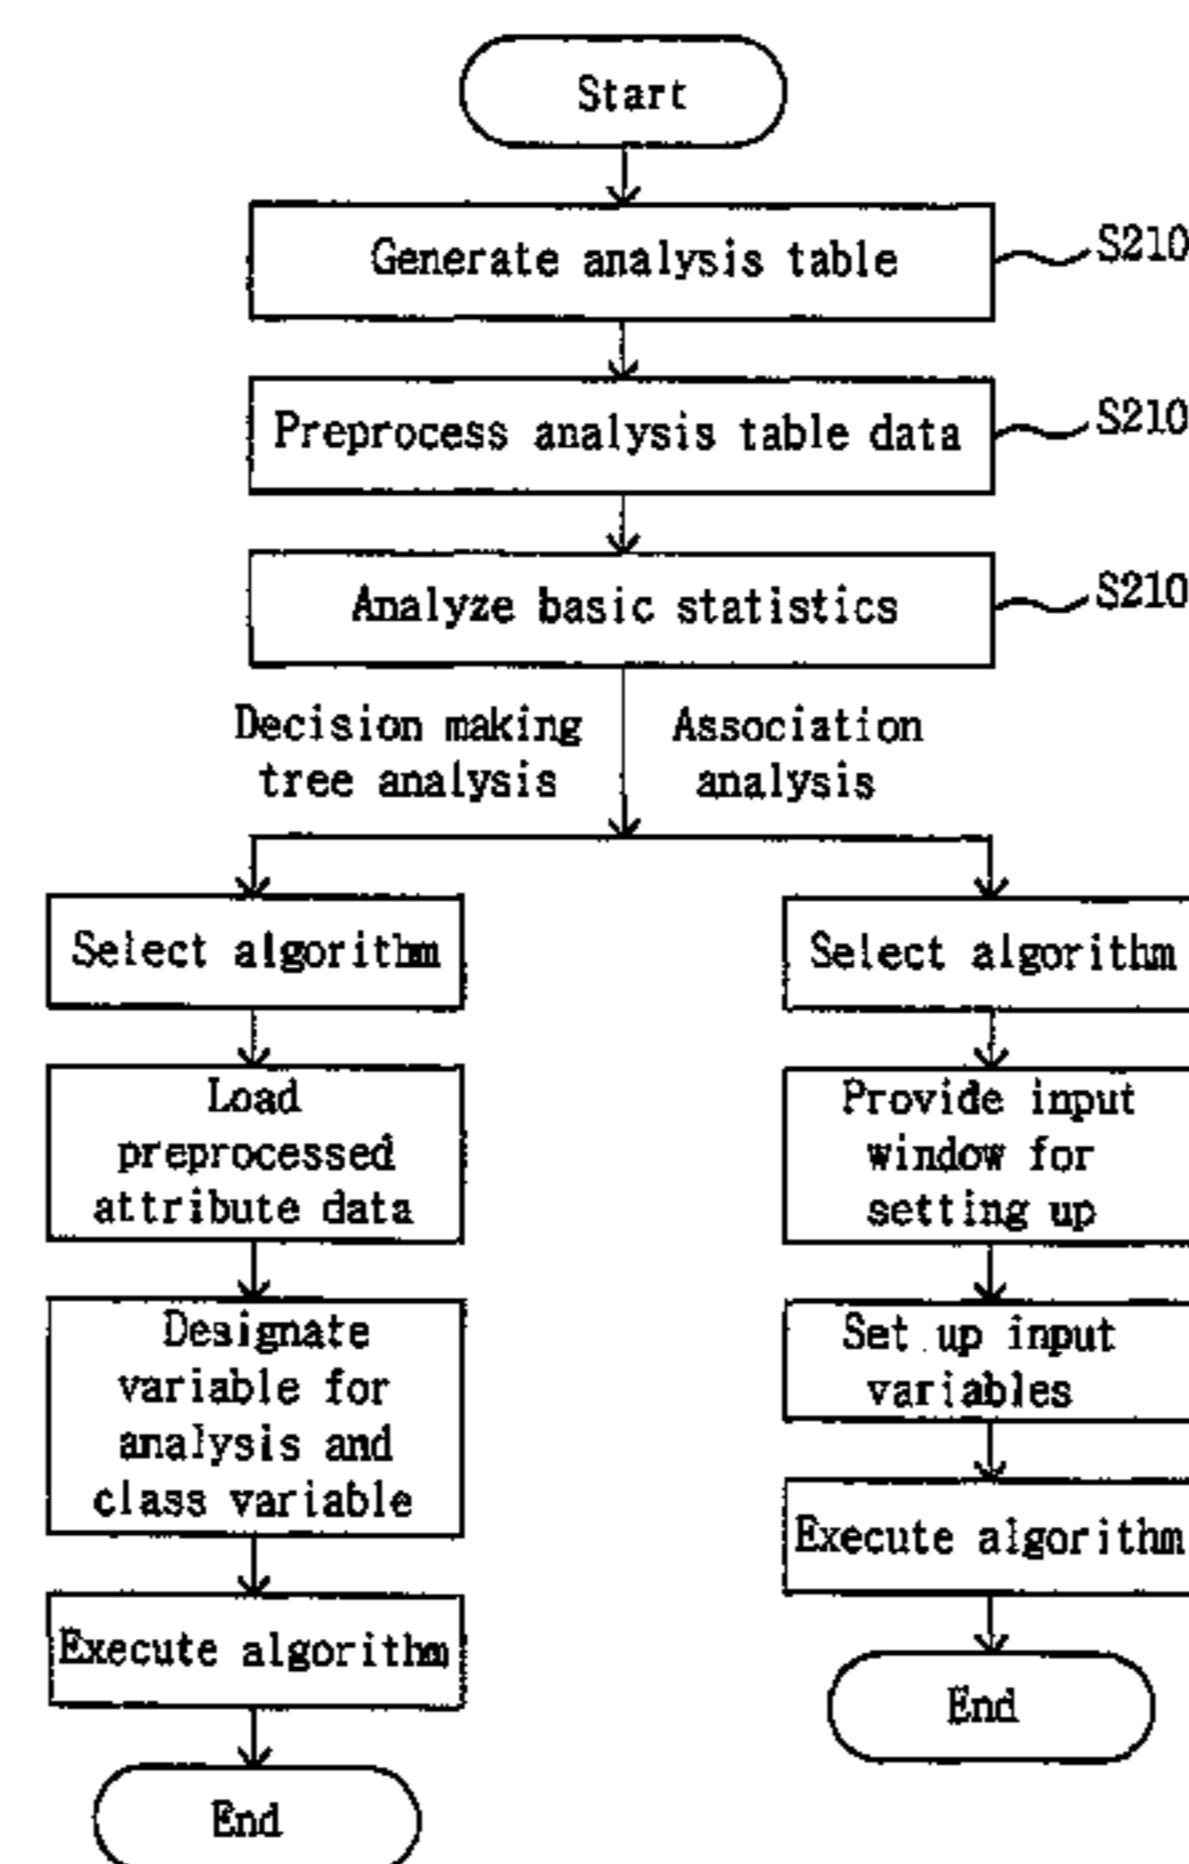 Start
Generate analysis table
S210
Preprocess analysis table data
S210
Analyze basic statistics
S210
Decision making
tree analysis
Association
analysis
Select algorithm
Load
preprocessed
attribute data
Designate
variable for
analysis and
class variable
Execute algorithm
End
Select algorithm
Provide input
window for
setting up
Set up input
variables
Execute algorithm
End